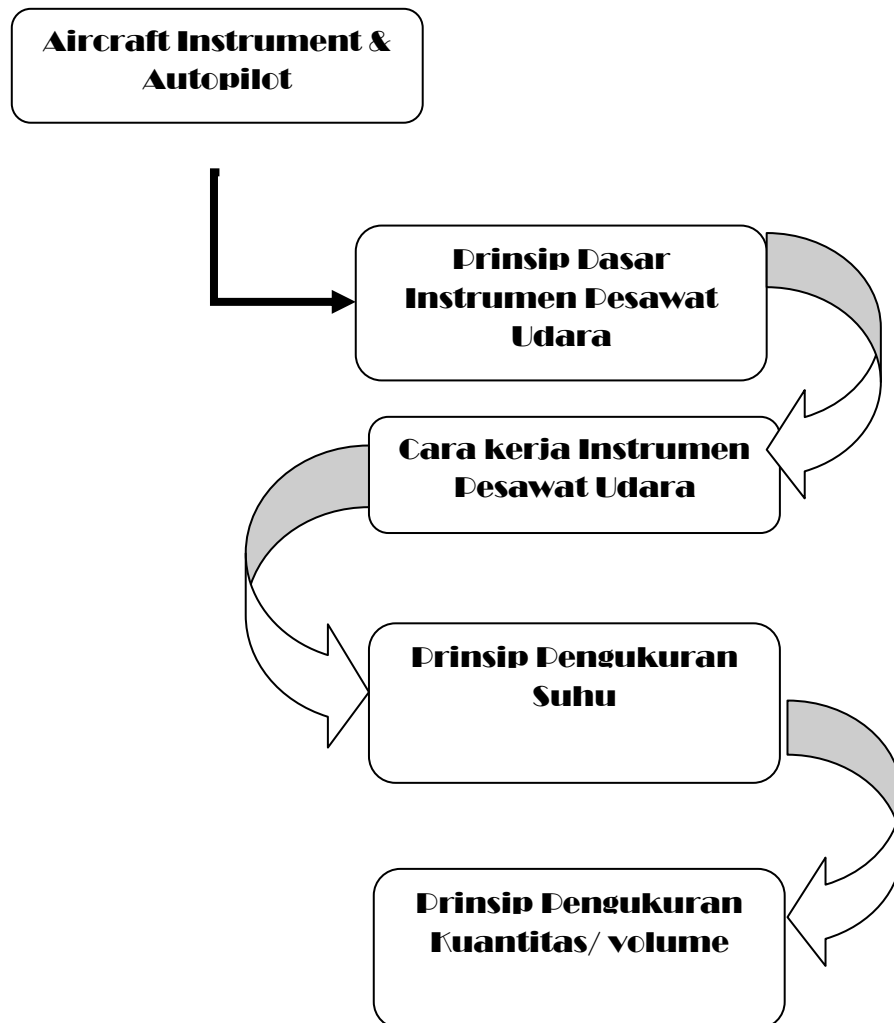 Aircraft Instrument &
Autopilot
Prinsip Dasar
Instrumen Pesawat
Udara
Cara kerja Instrumen
Pesawat Udara
Prinsip Pengukuran
Suhu
Prinsip Pengukuran
Kuantitas/ volume